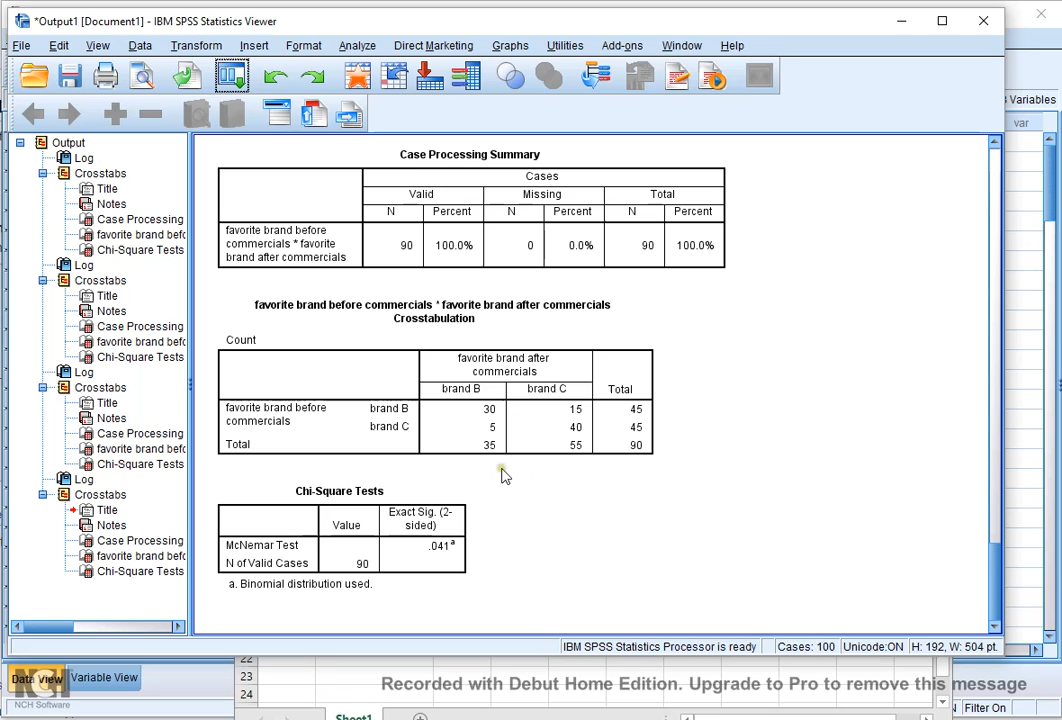 *Output1 [Document1] - IBM SPSS Statistics Viewer
File Edit View Data Transform Insert Format Analyze Direct Marketing Graphs Utilities Add-ons Window Help
Variables
var
Output
Log
Crosstabs
Title
Notes
Case Processing
favorite brand befo
Chi-Square Tests
Log
Crosstabs
Title
Notes
Case Processing
favorite brand befo
Chi-Square Tests
Log
Crosstabs
Title
Notes
Case Processing
favorite brand befo
Chi-Square Tests
Log
Crosstabs
Title
Notes
Case Processing
favorite brand befo
Chi-Square Tests
Case Processing Summary
Cases
Valid Missing Total
N Percent N Percent N Percent
favorite brand before
commercials * favorite
brand after commercials
90 100.0% 0 0.0% 90 100.0%
favorite brand before commercials * favorite brand after commercials
Crosstabulation
Count
favorite brand after
commercials
brand B brand C Total
favorite brand before
commercials
brand B 30 15 45
brand C 5 40 45
Total 35 55 90
Chi-Square Tests
Value
Exact Sig. (2-
sided)
McNemar Test .041a
N of Valid Cases 90
a. Binomial distribution used.
IBM SPSS Statistics Processor is ready Cases: 100 Unicode:ON H: 192, W: 504 pt.
22
23
24
Data View Variable View
NCH
NCH Software
Recorded with Debut Home Edition. Upgrade to Pro to remove this message
Filter On
Sheet1